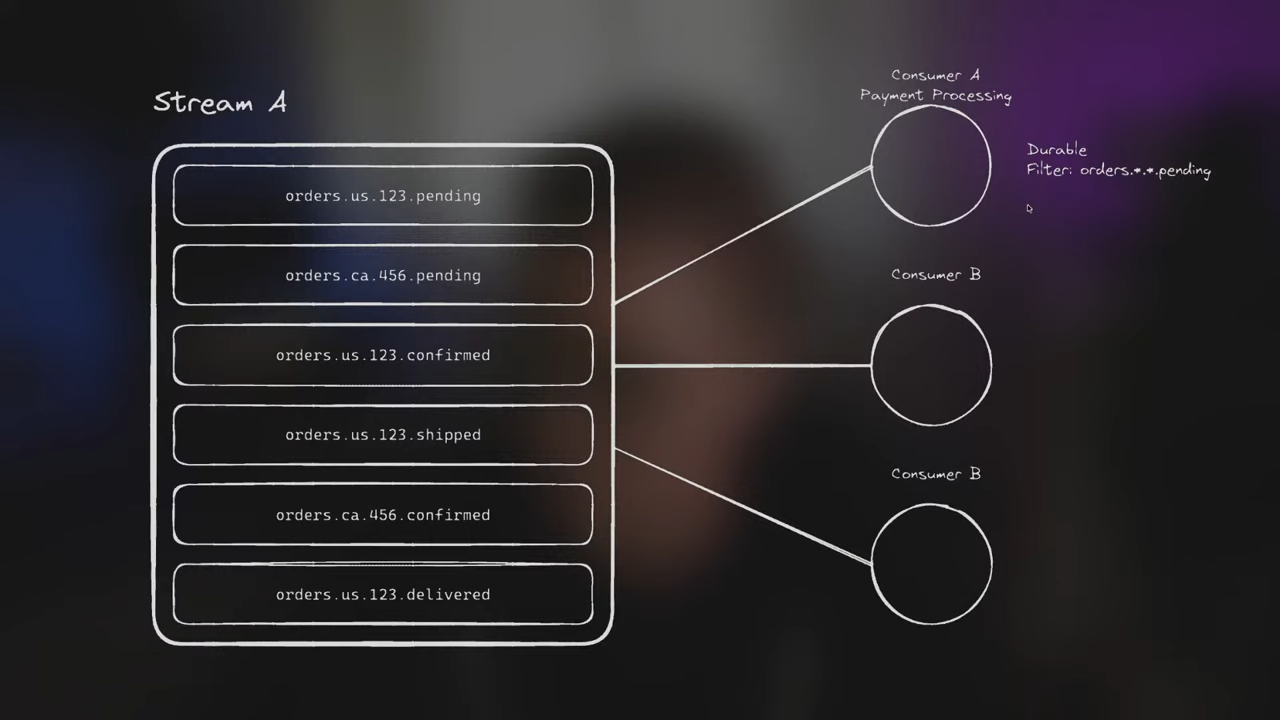 Stream A
orders.us.123.pending
orders.ca.456.pending
orders.us.123.confirmed
orders.us.123.shipped
orders.ca.456.confirmed
orders.us.123.delivered
Consumer A
Payment Processing
Durable
Filter: orders.*.*.pending
Consumer B
Consumer B